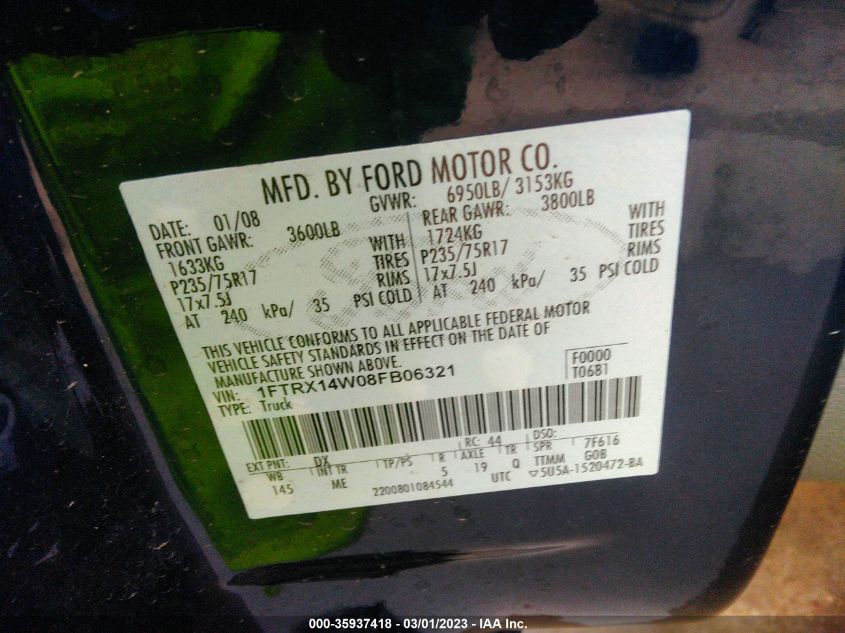 MFD. BY FORD MOTOR CO.
DATE: 01/08 GVWR: 6950LB/ 3153KG
FRONT GAWR: 3600LB REAR GAWR: 3800LB
1633KG WITH 1724KG WITH
P235/75R17 TIRES P235/75R17 TIRES
17x7.5J RIMS 17x7.5J RIMS
AT 240 kPa/ 35 PSI COLD AT 240 kPa/ 35 PSI COLD
THIS VEHICLE CONFORMS TO ALL APPLICABLE FEDERAL MOTOR
VEHICLE SAFETY STANDARDS IN EFFECT ON THE DATE OF
MANUFACTURE SHOWN ABOVE.
VIN: 1FTRX14W08FB06321 F0000
TYPE: Truck T0681
EXT PNT: DX RC: 44 DSO:
WB INT TR TP/PS R AXLE TR SPR 7F616
145 ME 5 19 Q TTMM GOB
2200801084544 UTC ▽5U5A-1520472-BA
000-35937418 - 03/01/2023 - IAA Inc.